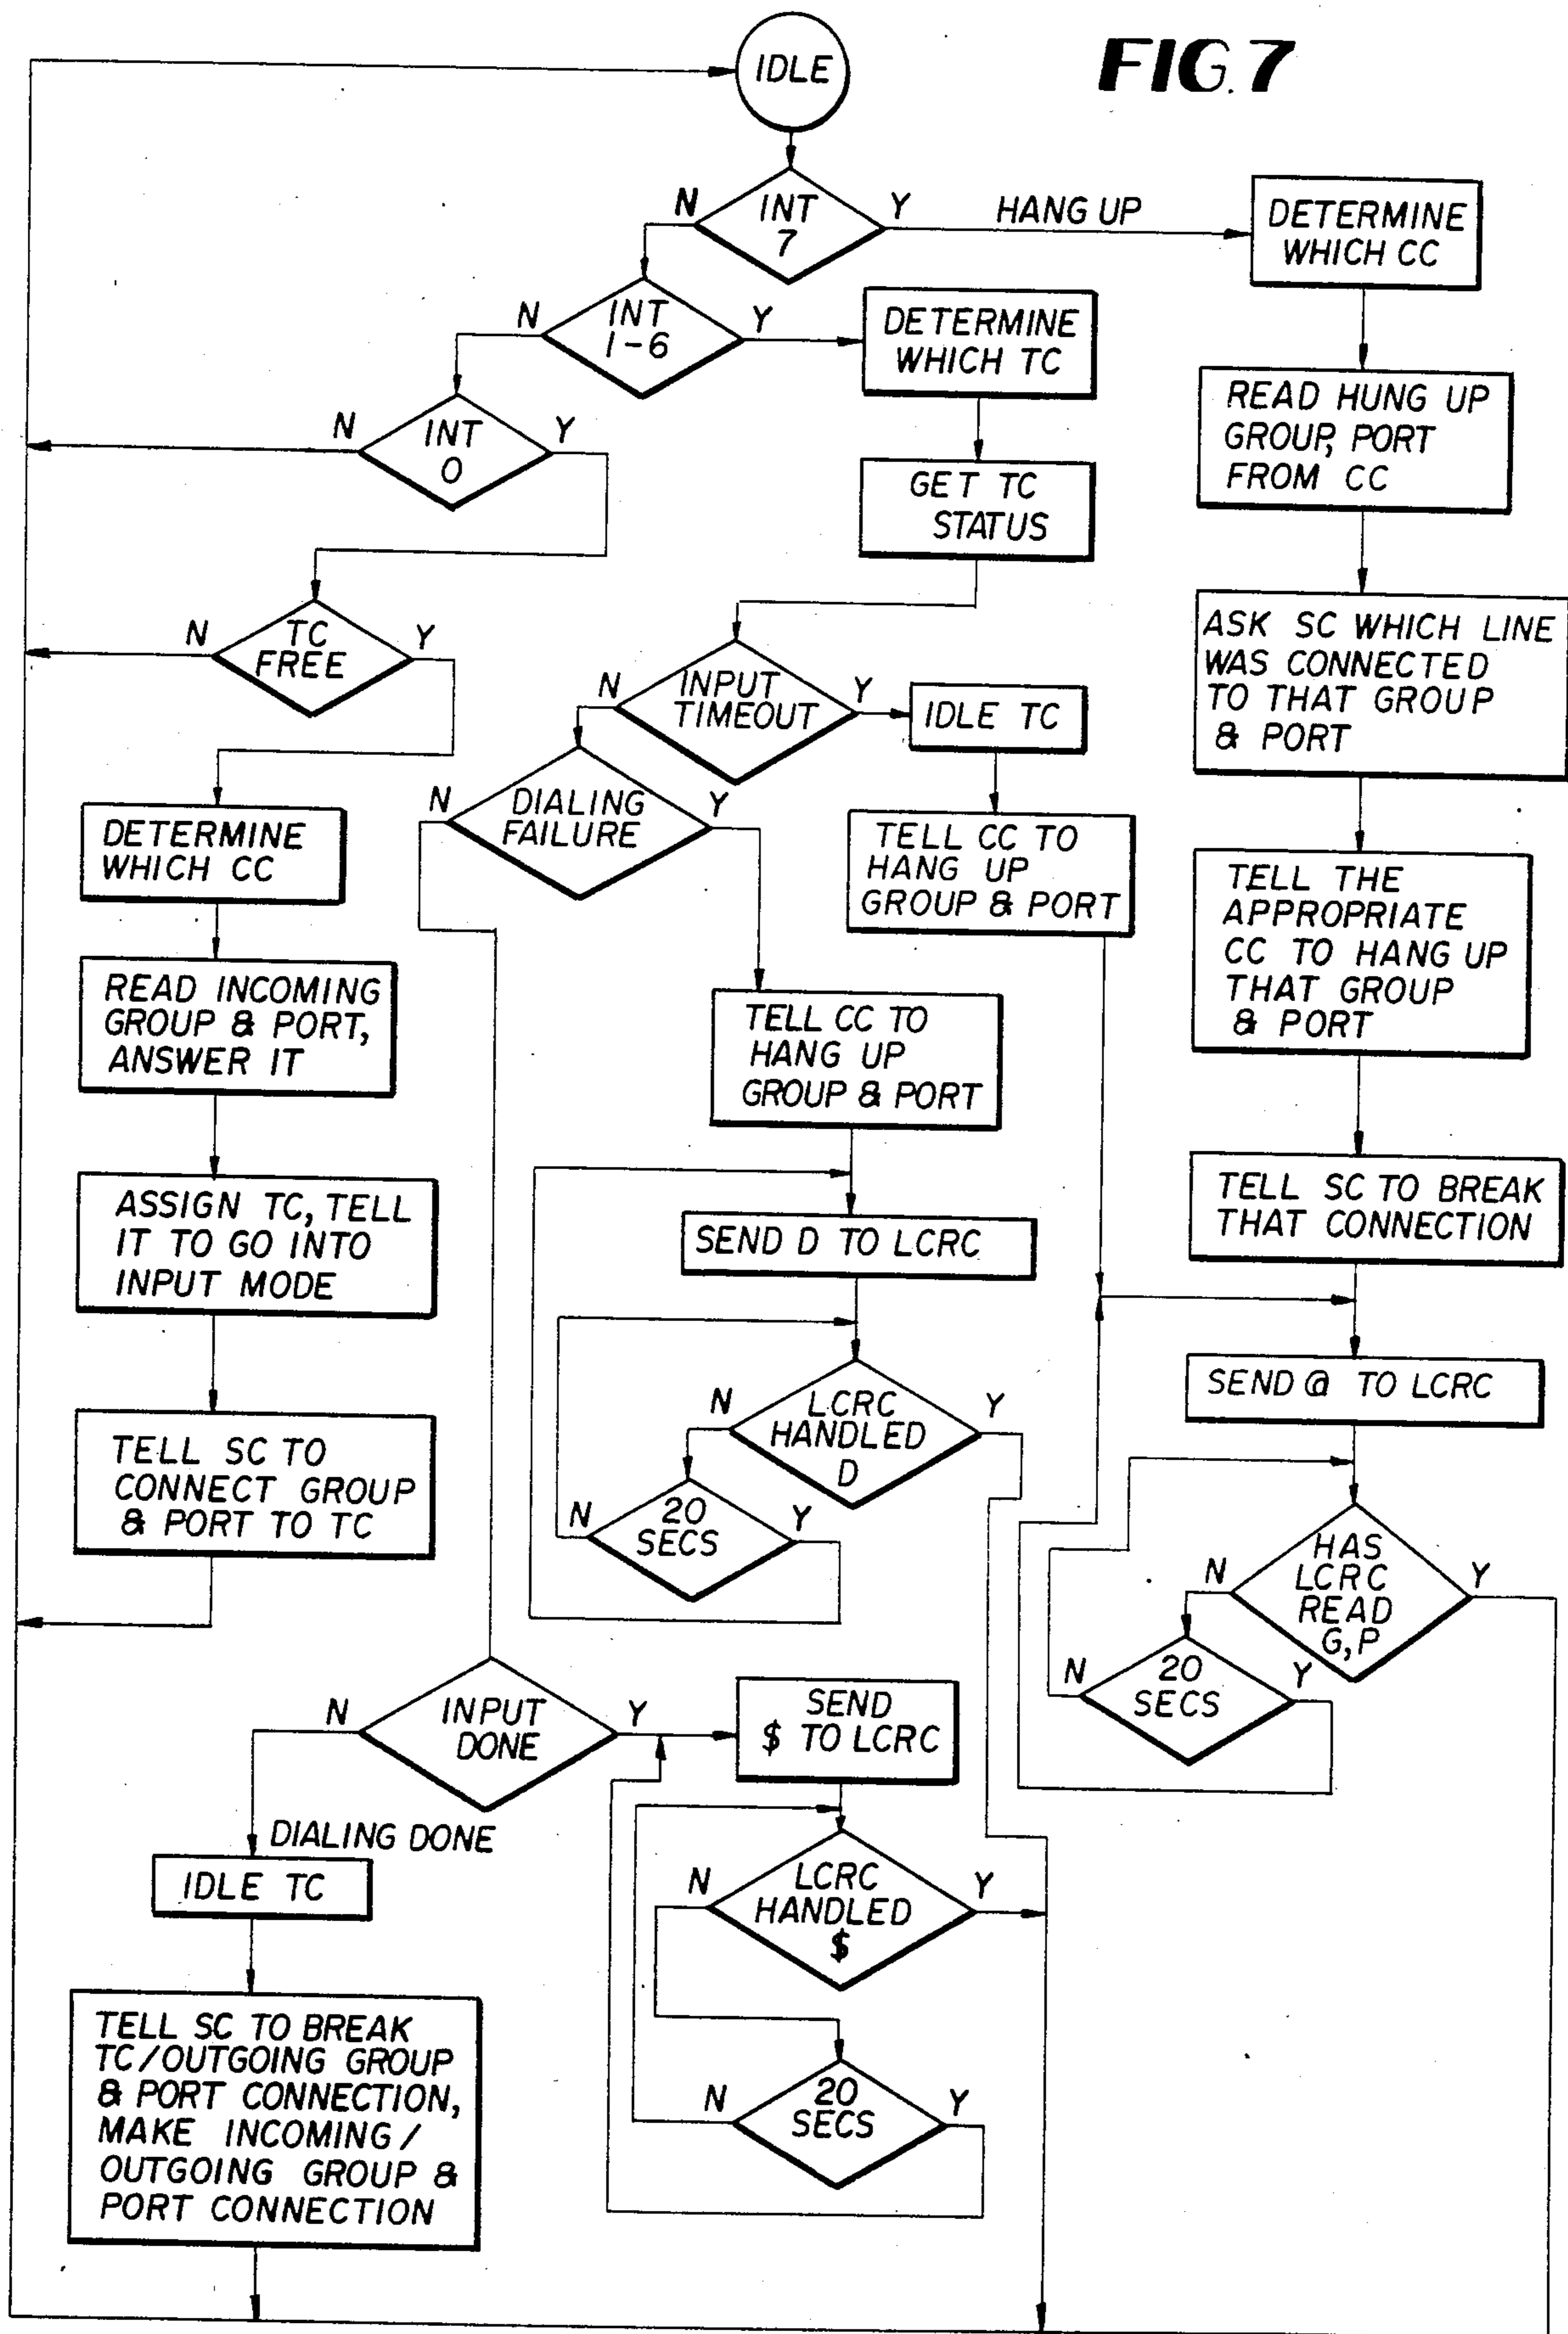 FIG. 7
IDLE
INT
7
N
Y
HANG UP
DETERMINE
WHICH CC
INT
1-6
N
Y
DETERMINE
WHICH TC
READ HUNG UP
GROUP, PORT
FROM CC
INT
0
N
Y
GET TC
STATUS
ASK SC WHICH LINE
WAS CONNECTED
TO THAT GROUP
& PORT
TC
FREE
N
Y
INPUT
TIMEOUT
N
Y
IDLE TC
DETERMINE
WHICH CC
DIALING
FAILURE
N
Y
TELL CC TO
HANG UP
GROUP & PORT
TELL THE
APPROPRIATE
CC TO HANG UP
THAT GROUP
& PORT
READ INCOMING
GROUP & PORT,
ANSWER IT
TELL CC TO
HANG UP
GROUP & PORT
ASSIGN TC, TELL
IT TO GO INTO
INPUT MODE
SEND D TO LCRC
TELL SC TO BREAK
THAT CONNECTION
TELL SC TO
CONNECT GROUP
& PORT TO TC
LCRC
HANDLED
D
N
Y
SEND @ TO LCRC
20
SECS
N
Y
HAS
LCRC
READ
G,P
N
Y
20
SECS
N
Y
INPUT
DONE
N
Y
SEND
$ TO LCRC
DIALING DONE
IDLE TC
LCRC
HANDLED
$
N
Y
TELL SC TO BREAK
TC/OUTGOING GROUP
& PORT CONNECTION,
MAKE INCOMING/
OUTGOING GROUP &
PORT CONNECTION
20
SECS
N
Y